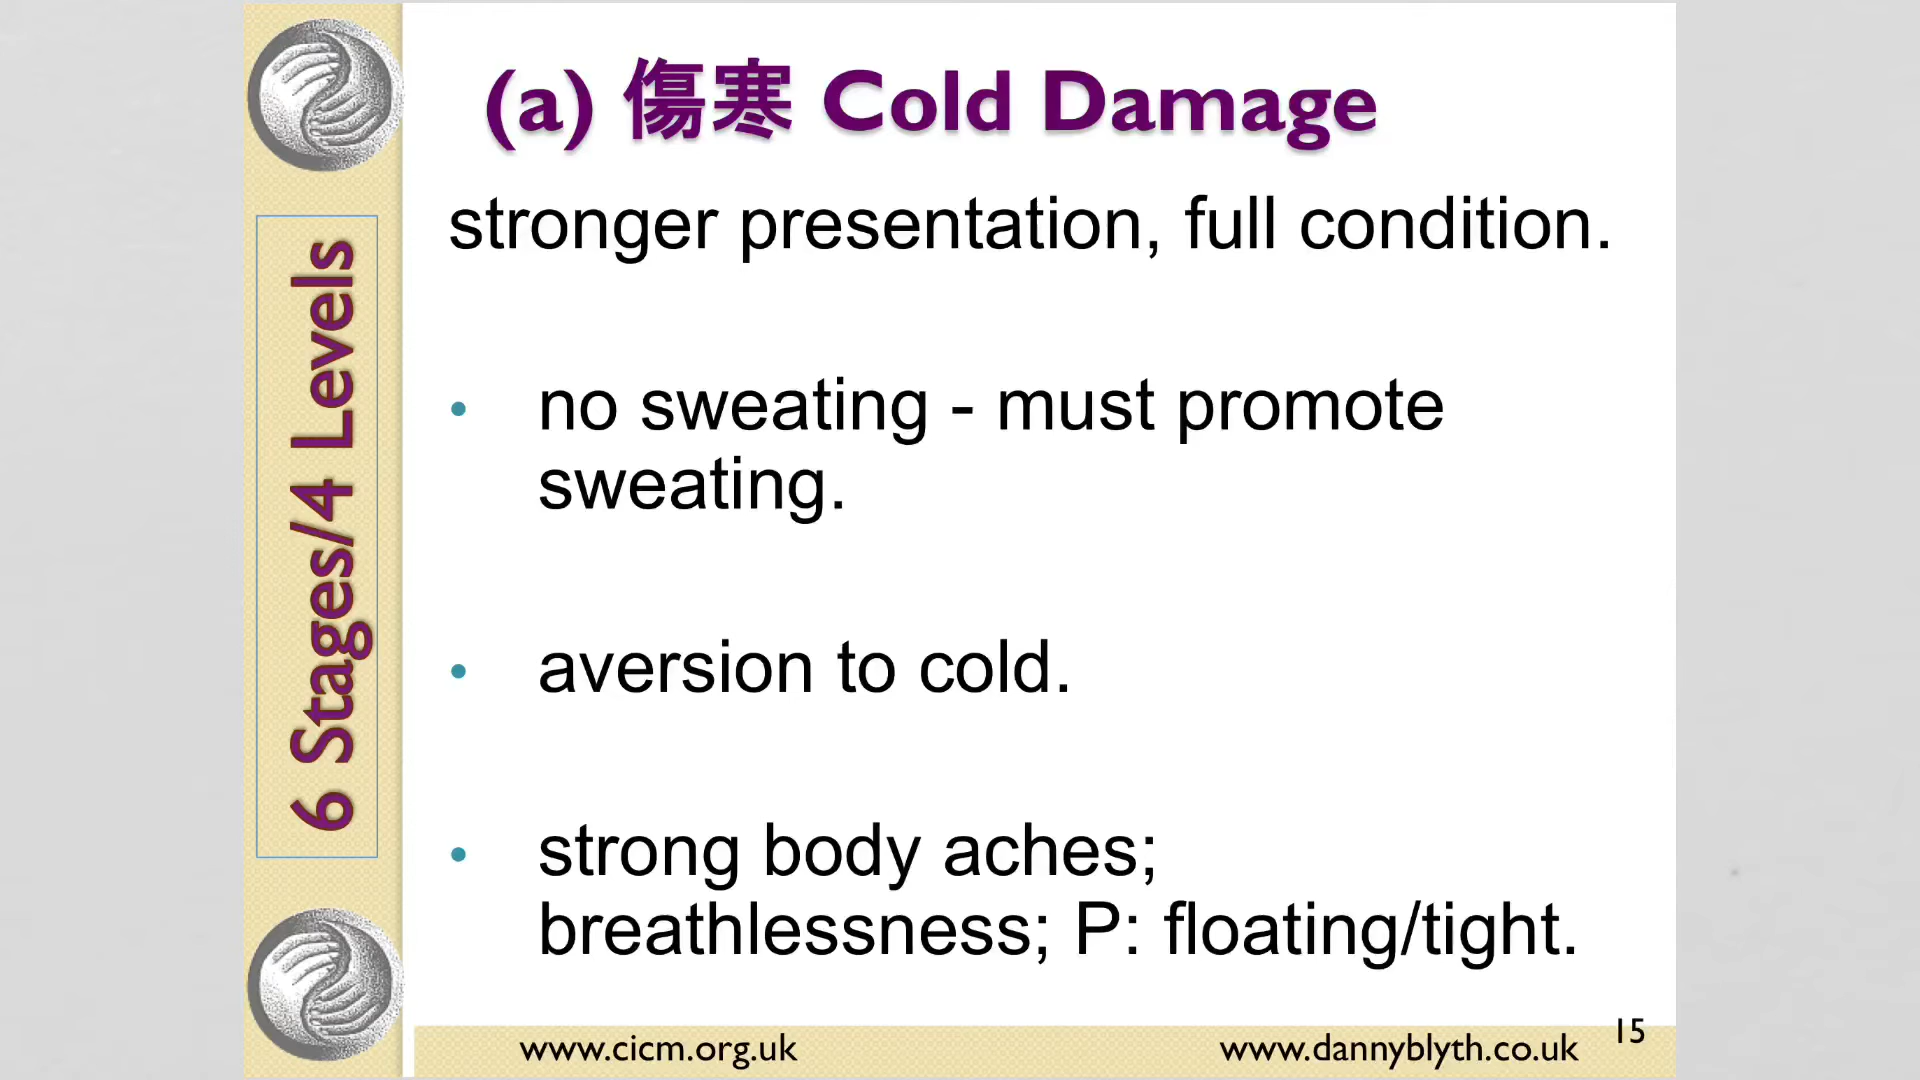 (a) 傷寒 Cold Damage
stronger presentation, full condition.
• no sweating - must promote
sweating.
• aversion to cold.
• strong body aches;
breathlessness; P: floating/tight.
6 Stages/4 Levels
www.cicm.org.uk
www.dannyblyth.co.uk
15